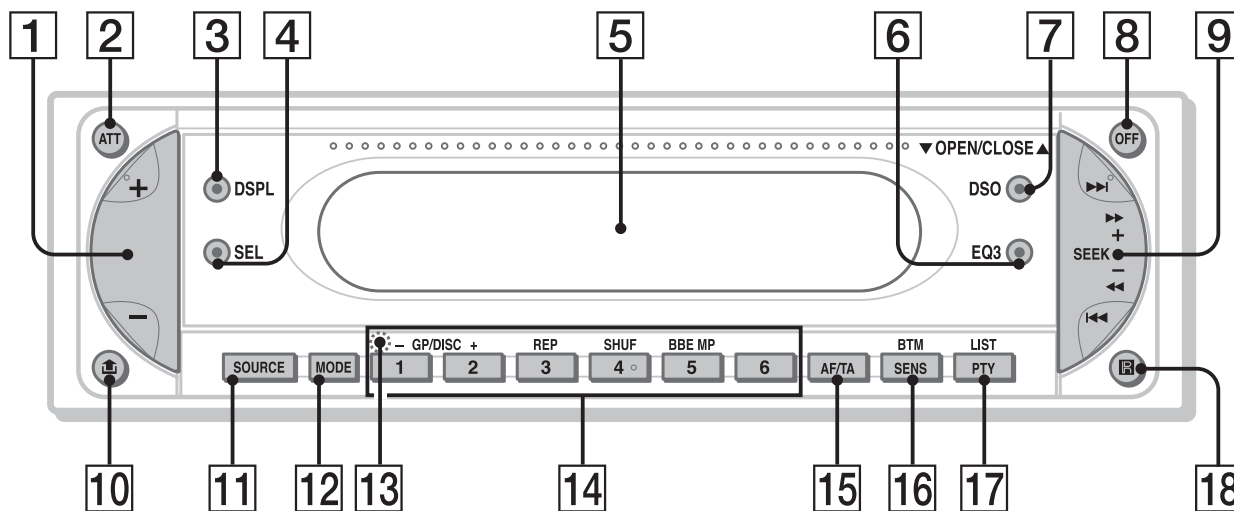 1 2 3 4 5 6 7 8 9
ATT
OFF
▼OPEN/CLOSE▲
+
DSPL
DSO
+
SEEK
−
SEL
EQ3
−
− GP/DISC + REP SHUF BBE MP BTM LIST
SOURCE MODE 1 2 3 4 5 6 AF/TA SENS PTY
R
10 11 12 13 14 15 16 17 18